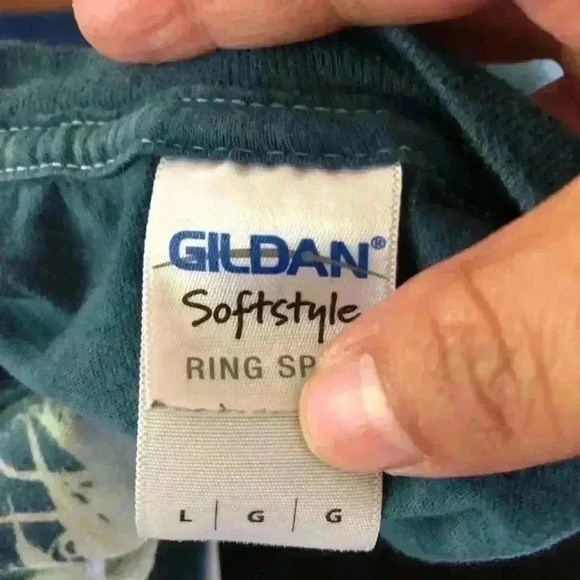 GILDAN®
Softstyle
RING
L | G | G